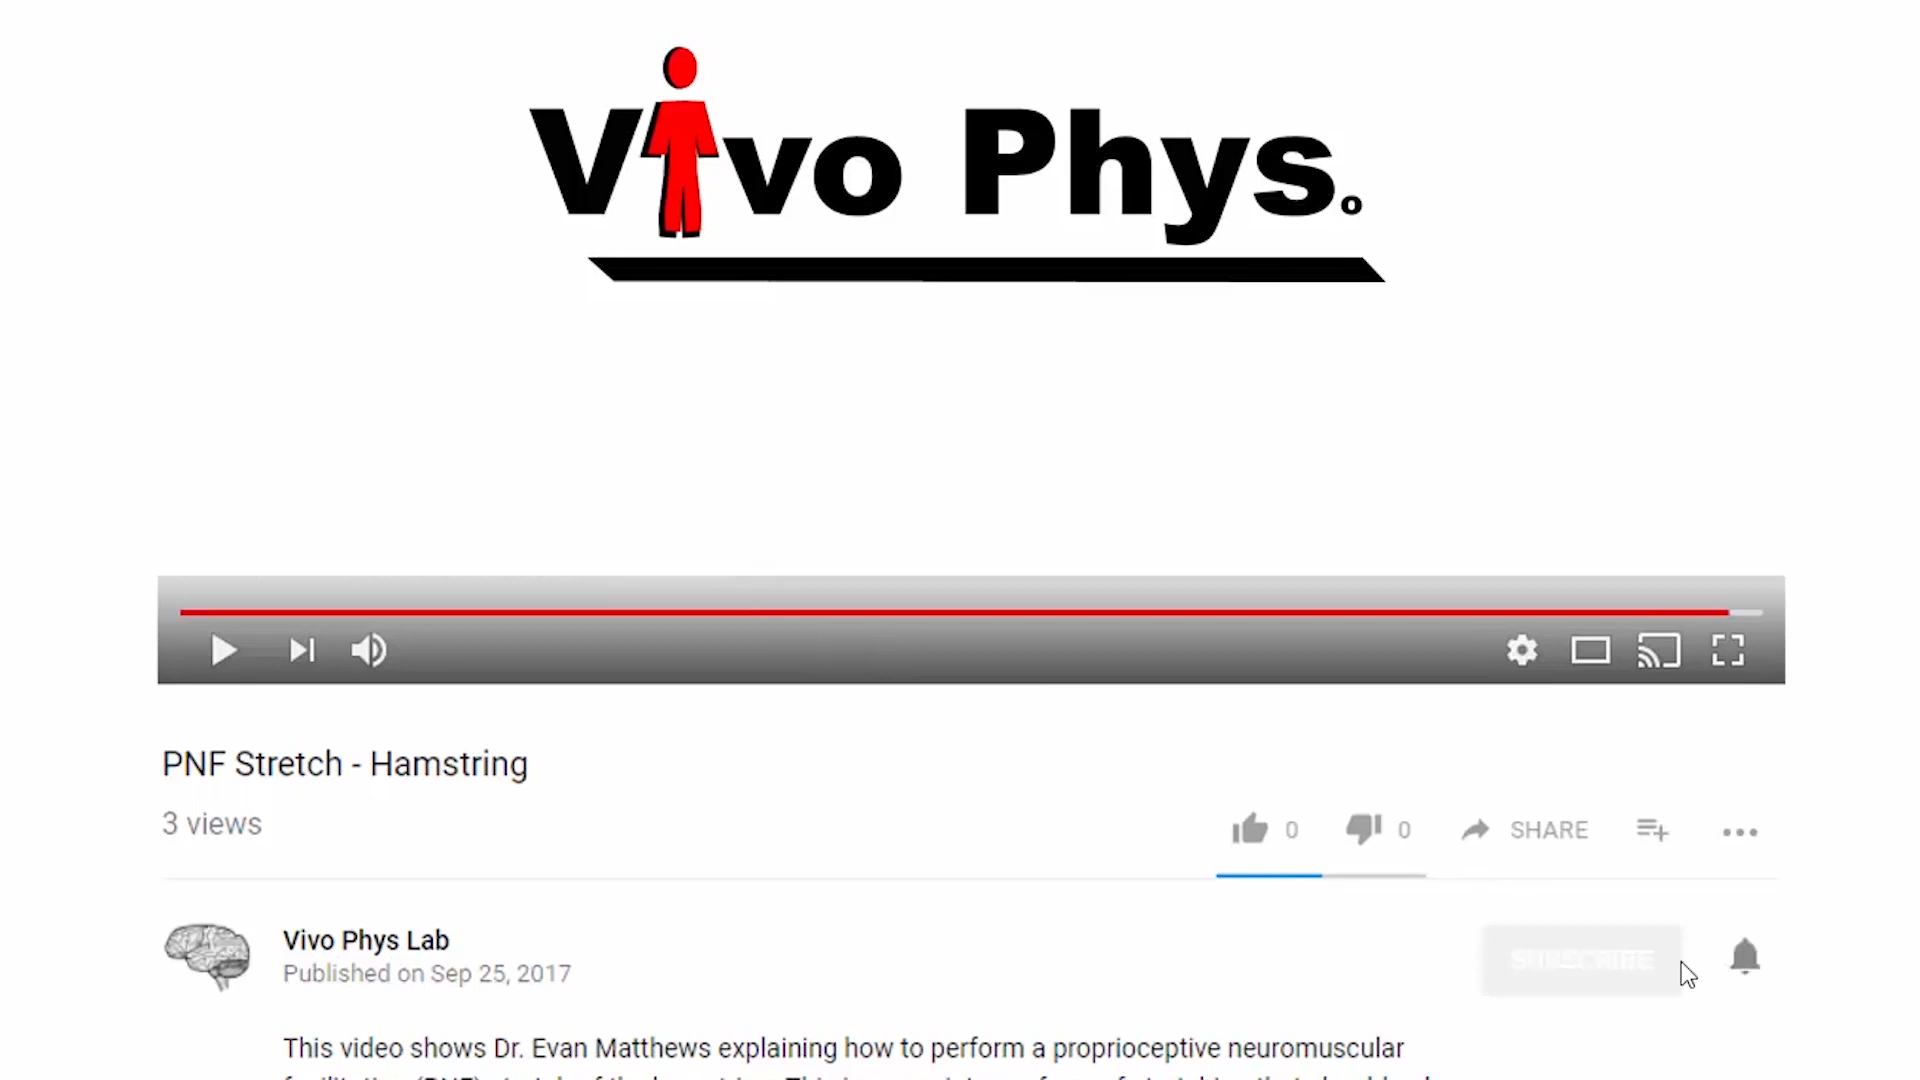 Vivo Phys.
PNF Stretch - Hamstring
3 views
0 0 SHARE
Vivo Phys Lab
SUBSCRIBE
Published on Sep 25, 2017
This video shows Dr. Evan Matthews explaining how to perform a proprioceptive neuromuscular